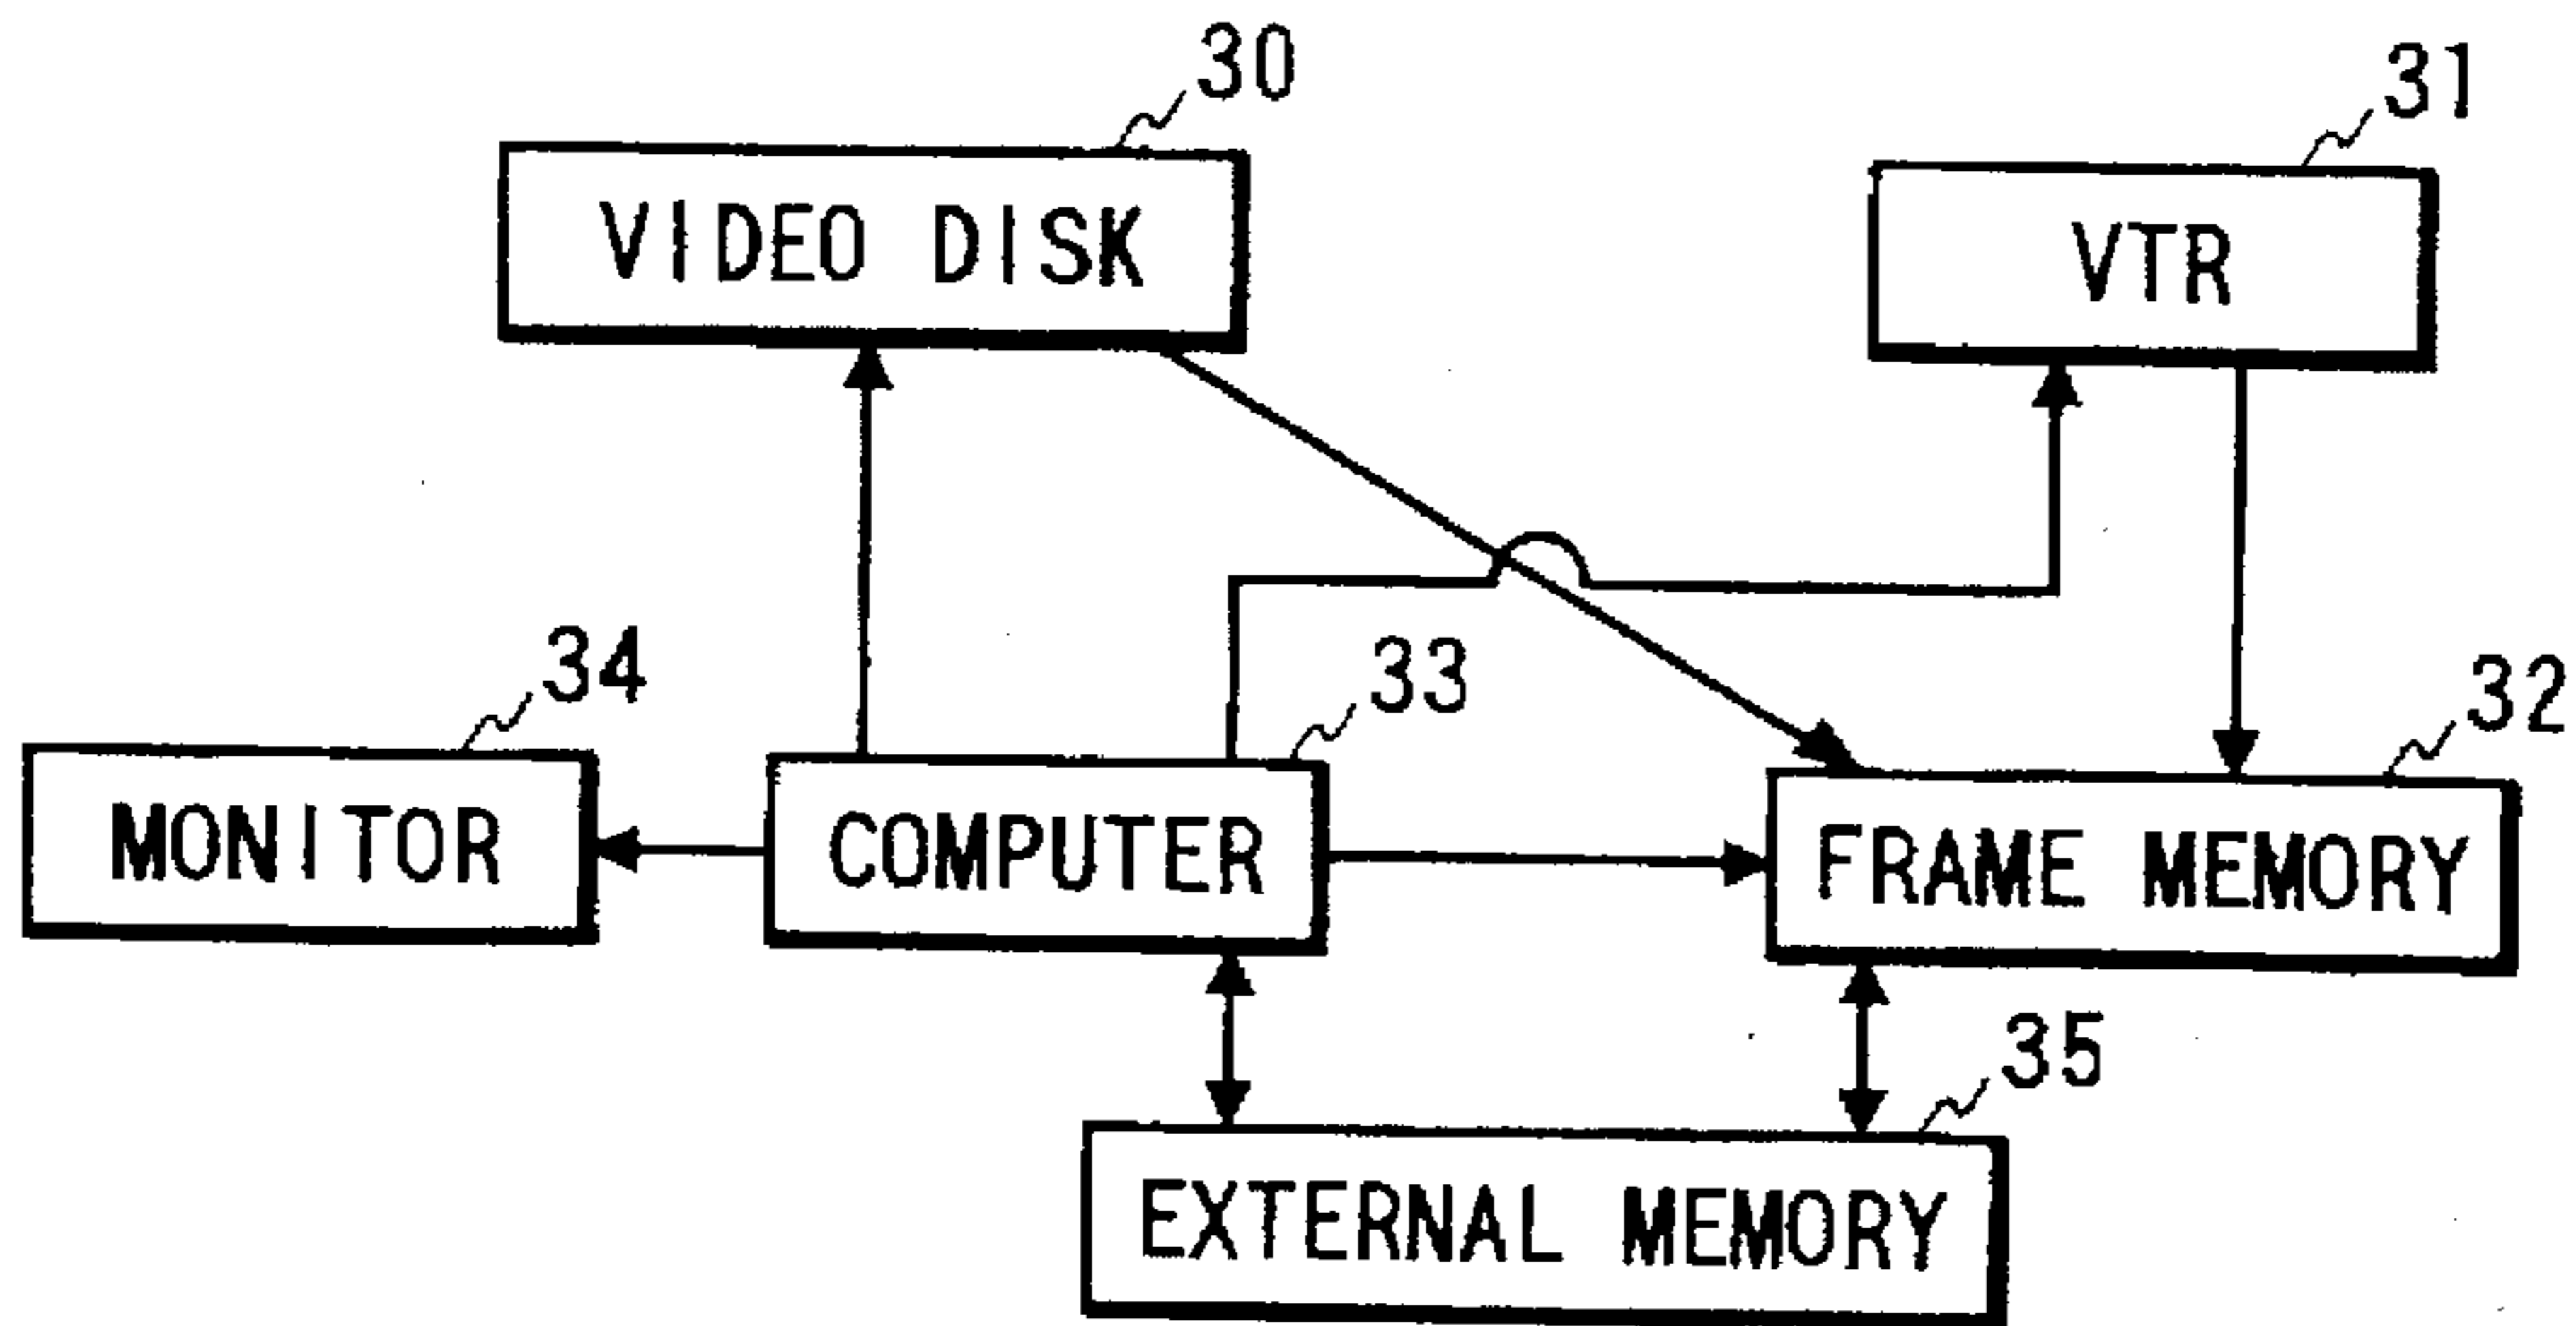 30
VIDEO DISK
31
VTR
34
MONITOR
33
COMPUTER
32
FRAME MEMORY
35
EXTERNAL MEMORY